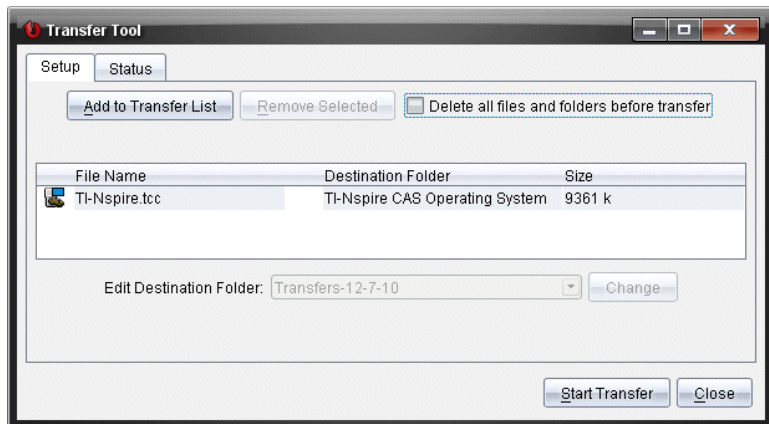 Transfer Tool
Setup Status
Add to Transfer List Remove Selected Delete all files and folders before transfer
File Name Destination Folder Size
TI-Nspire.tcc TI-Nspire CAS Operating System 9361 k
Edit Destination Folder: Transfers-12-7-10 Change
Start Transfer Close